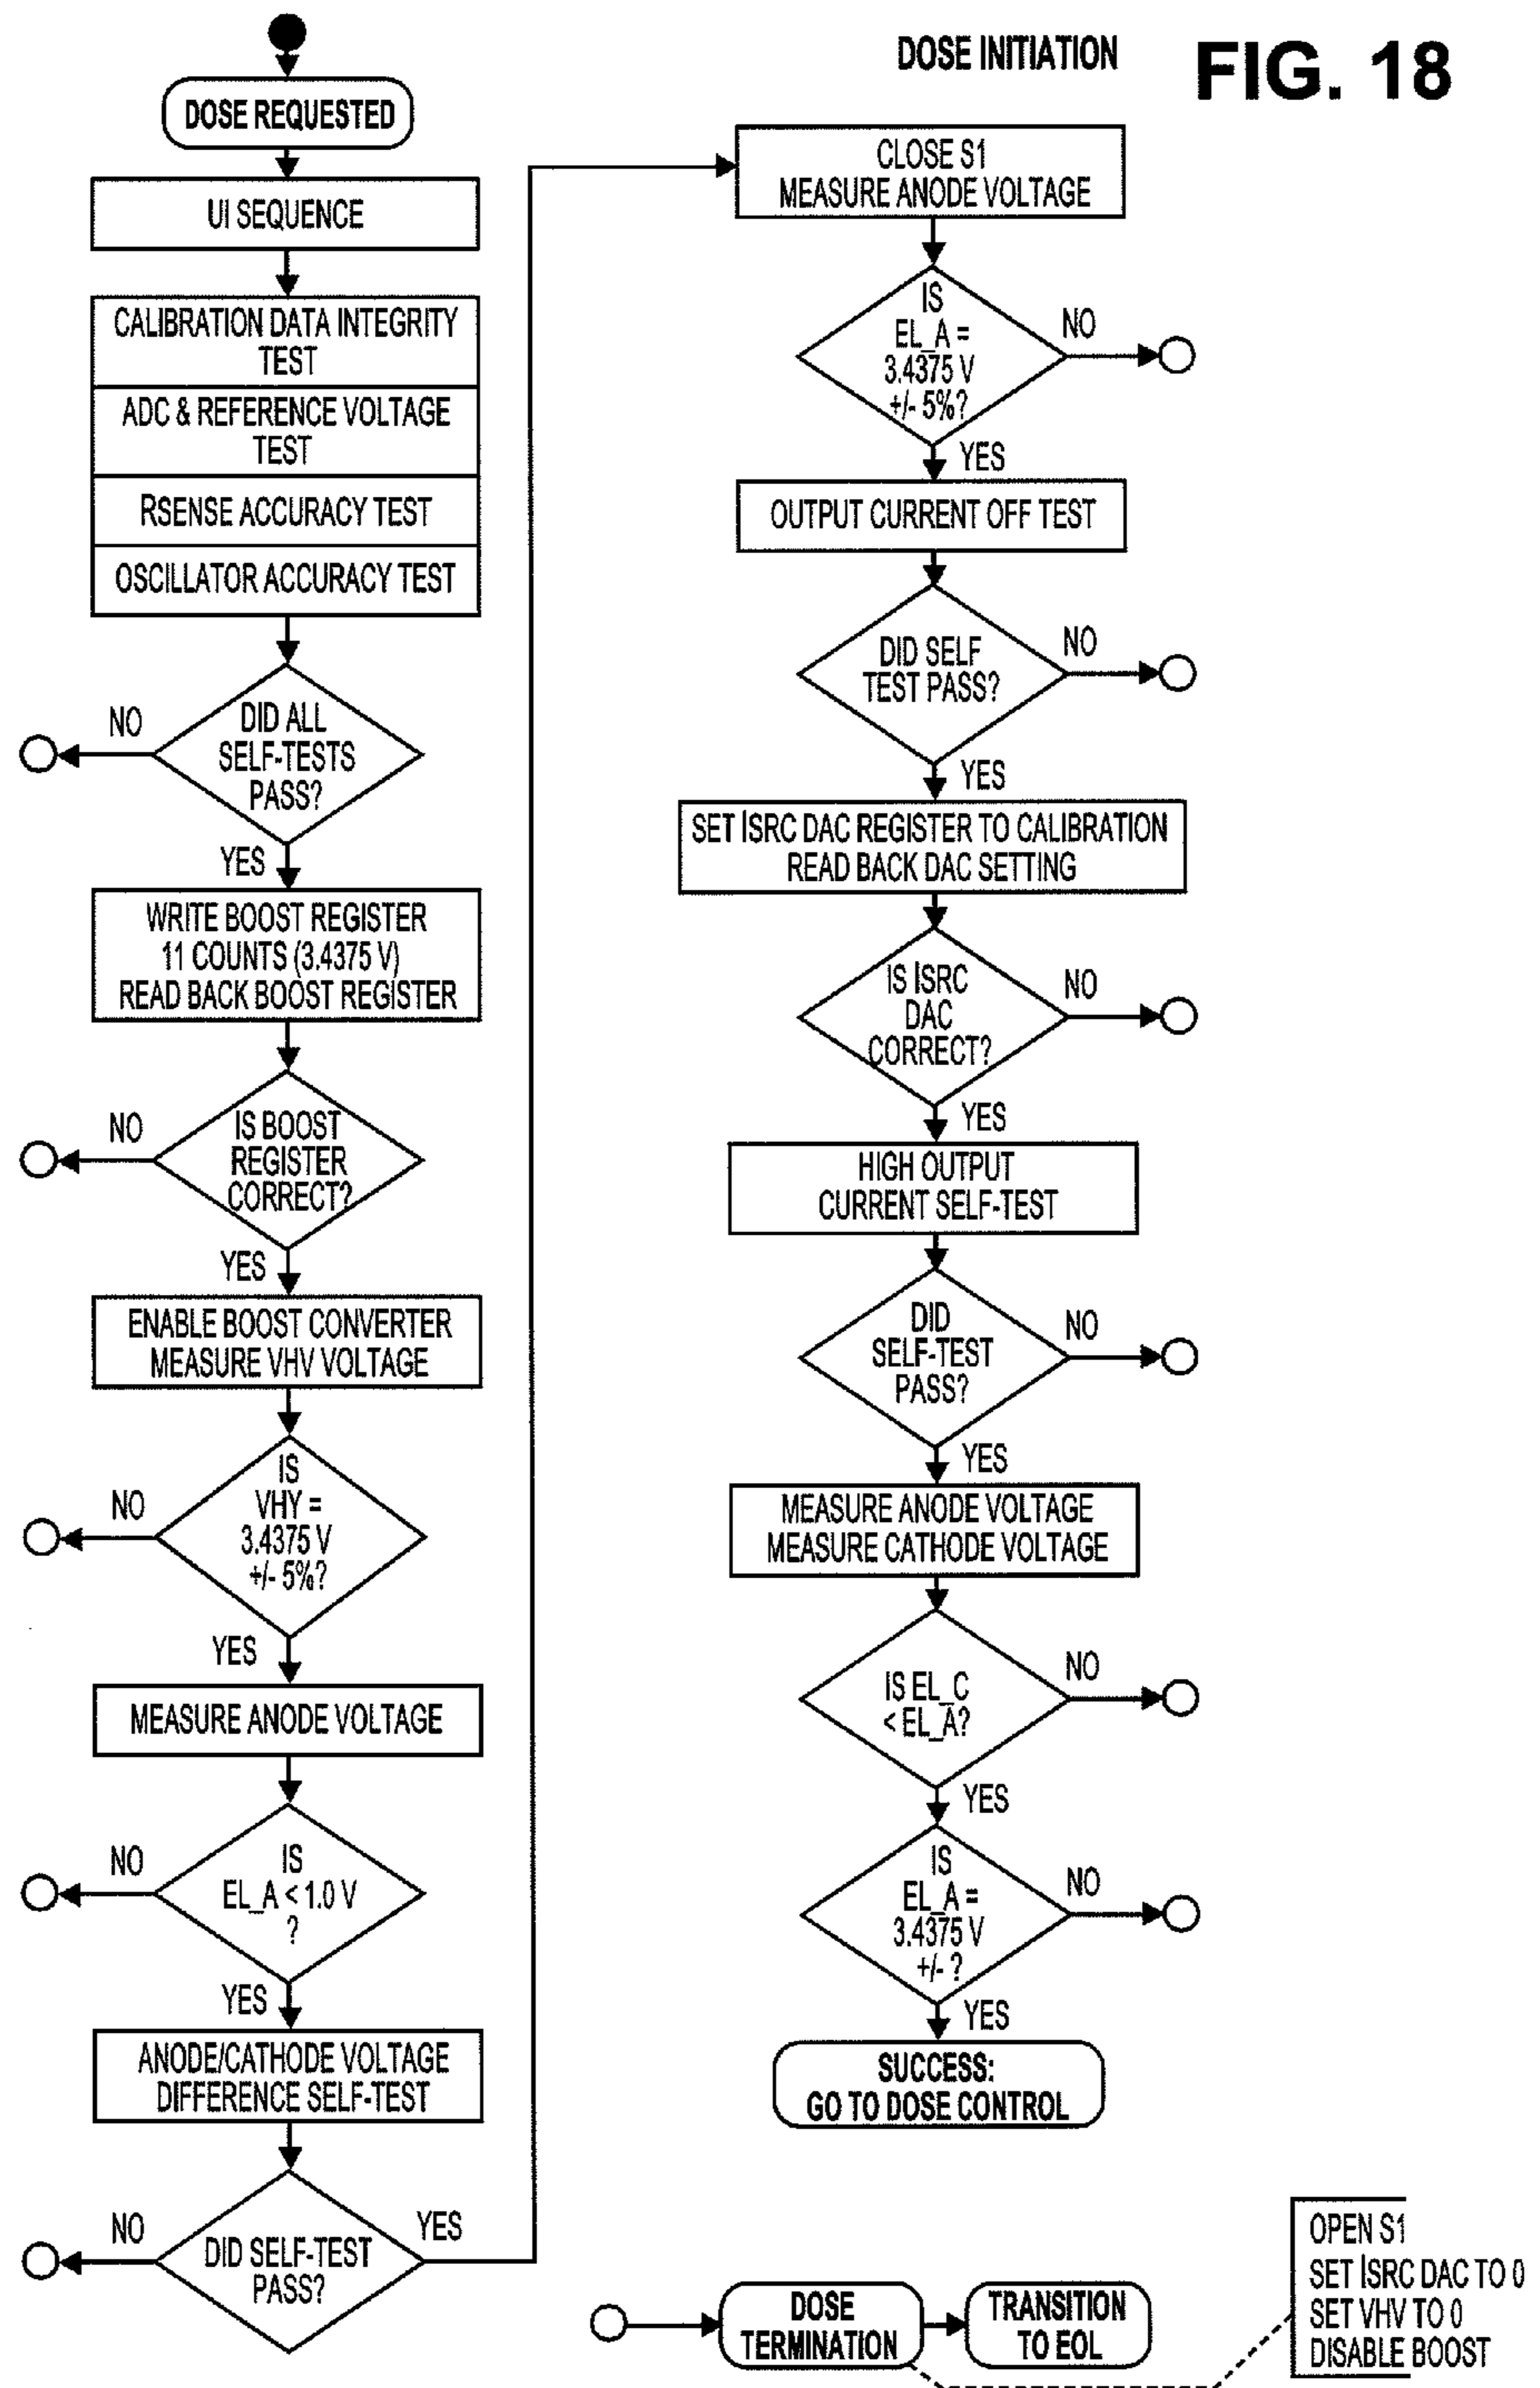 DOSE INITIATION
FIG. 18
DOSE REQUESTED
UI SEQUENCE
CALIBRATION DATA INTEGRITY
TEST
ADC & REFERENCE VOLTAGE
TEST
RSENSE ACCURACY TEST
OSCILLATOR ACCURACY TEST
DID ALL
SELF-TESTS
PASS?
NO
YES
WRITE BOOST REGISTER
11 COUNTS (3.4375 V)
READ BACK BOOST REGISTER
IS BOOST
REGISTER
CORRECT?
NO
YES
ENABLE BOOST CONVERTER
MEASURE VHV VOLTAGE
IS
VHY =
3.4375 V
+/- 5%?
NO
YES
MEASURE ANODE VOLTAGE
IS
EL_A < 1.0 V
?
NO
YES
ANODE/CATHODE VOLTAGE
DIFFERENCE SELF-TEST
DID SELF-TEST
PASS?
NO
YES
CLOSE S1
MEASURE ANODE VOLTAGE
IS
EL_A =
3.4375 V
+/- 5%?
NO
YES
OUTPUT CURRENT OFF TEST
DID SELF
TEST PASS?
NO
YES
SET ISRC DAC REGISTER TO CALIBRATION
READ BACK DAC SETTING
IS ISRC
DAC
CORRECT?
NO
YES
HIGH OUTPUT
CURRENT SELF-TEST
DID
SELF-TEST
PASS?
NO
YES
MEASURE ANODE VOLTAGE
MEASURE CATHODE VOLTAGE
IS EL_C
< EL_A?
NO
YES
IS
EL_A =
3.4375 V
+/- ?
NO
YES
SUCCESS:
GO TO DOSE CONTROL
DOSE
TERMINATION
TRANSITION
TO EOL
OPEN S1
SET ISRC DAC TO 0
SET VHV TO 0
DISABLE BOOST